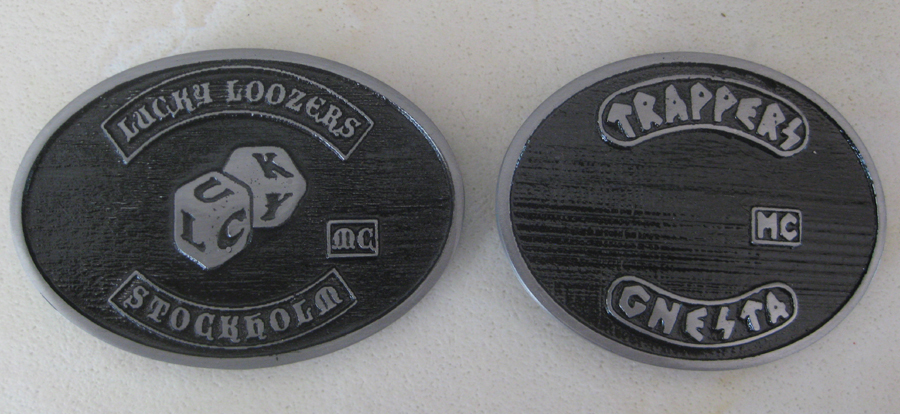 LUCKY LOOZERS
U
L C
K
Y
MC
STOCKHOLM
TRAPPERS
MC
GNESTA